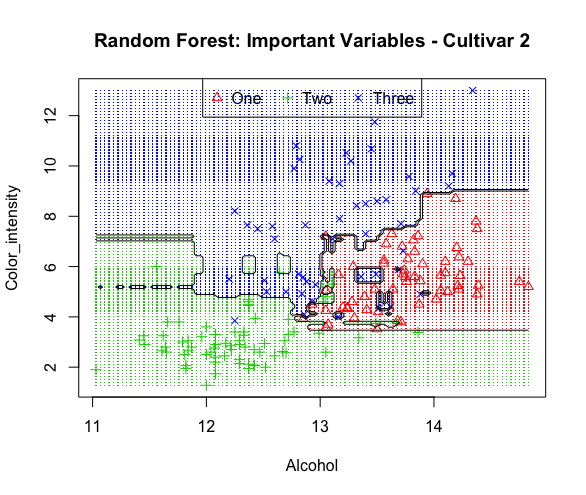 Random Forest: Important Variables - Cultivar 2
One Two Three
12
10
8
6
4
2
Color_intensity
11 12 13 14
Alcohol